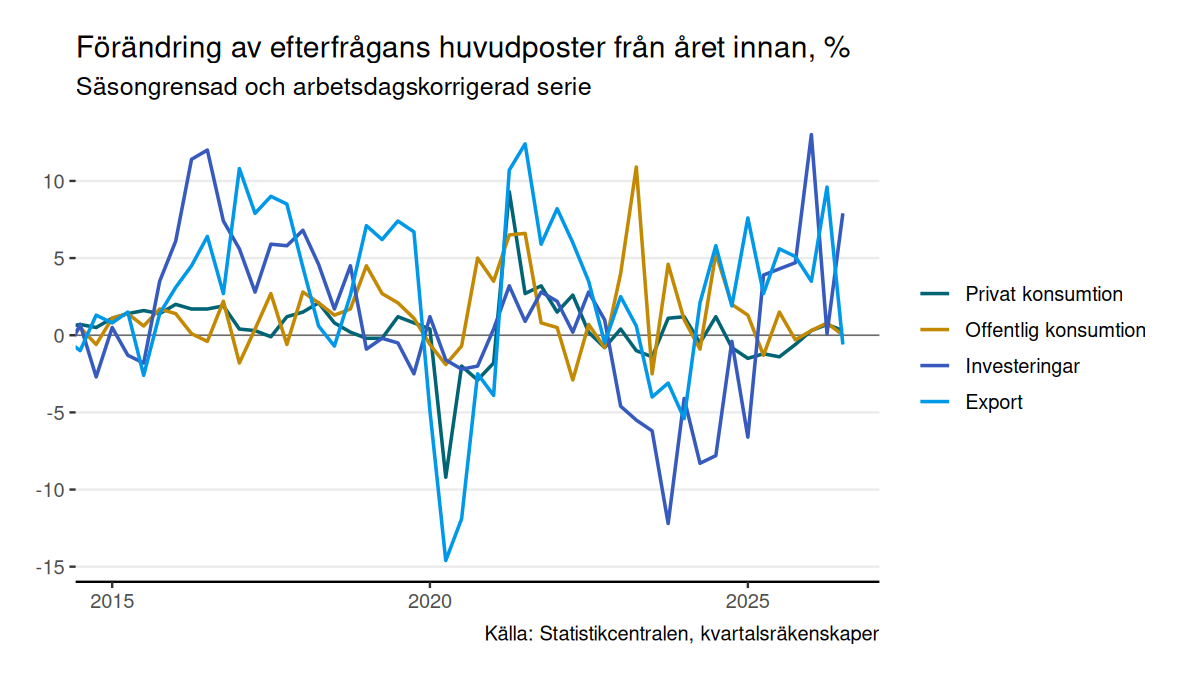 Förändring av efterfrågans huvudposter från året innan, %
Säsongrensad och arbetsdagskorrigerad serie
10
5
0
-5
-10
-15
2015
2020
2025
Privat konsumtion
Offentlig konsumtion
Investeringar
Export
Källa: Statistikcentralen, kvartalsräkenskaper